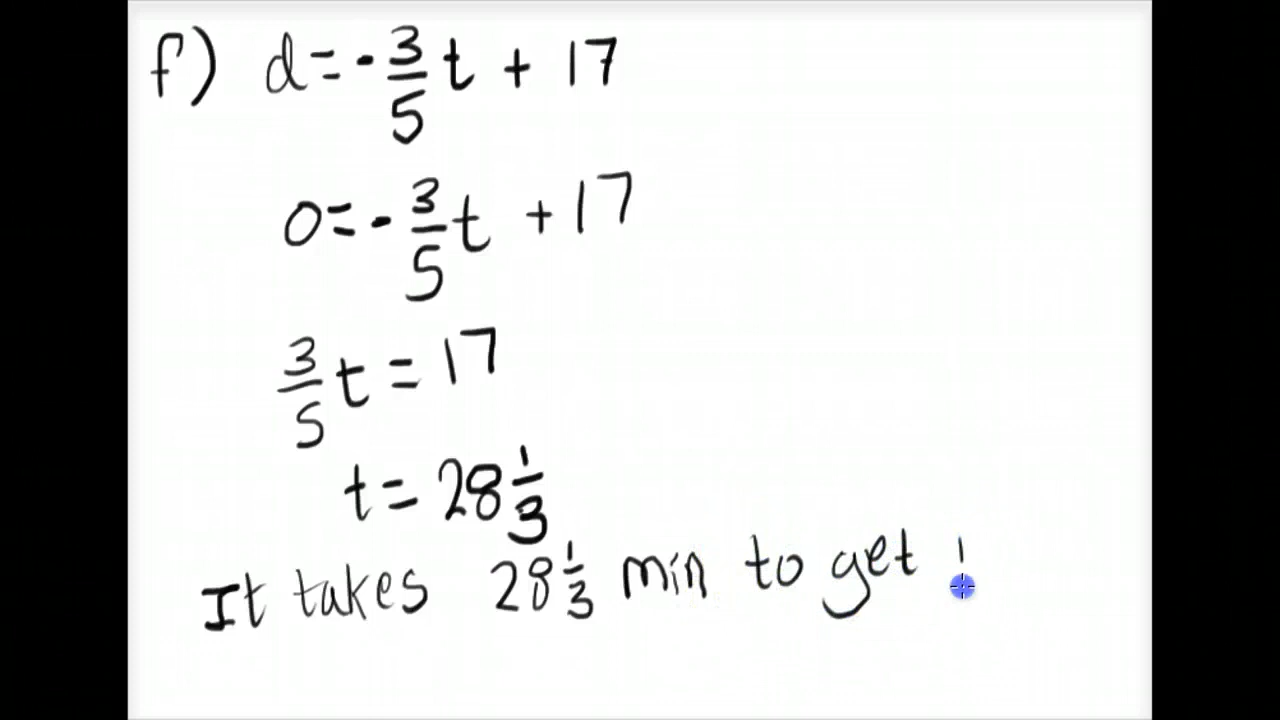 f) d = -3/5 t + 17
0 = -3/5 t + 17
3/5 t = 17
t = 28 1/3
It takes 28 1/3 min to get